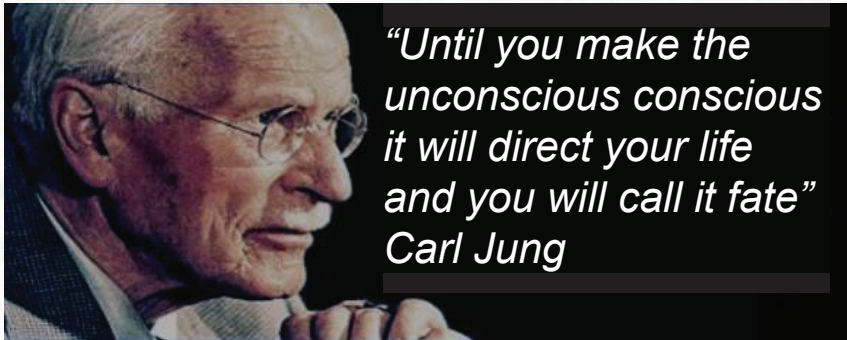 “Until you make the
unconscious conscious
it will direct your life
and you will call it fate”
Carl Jung